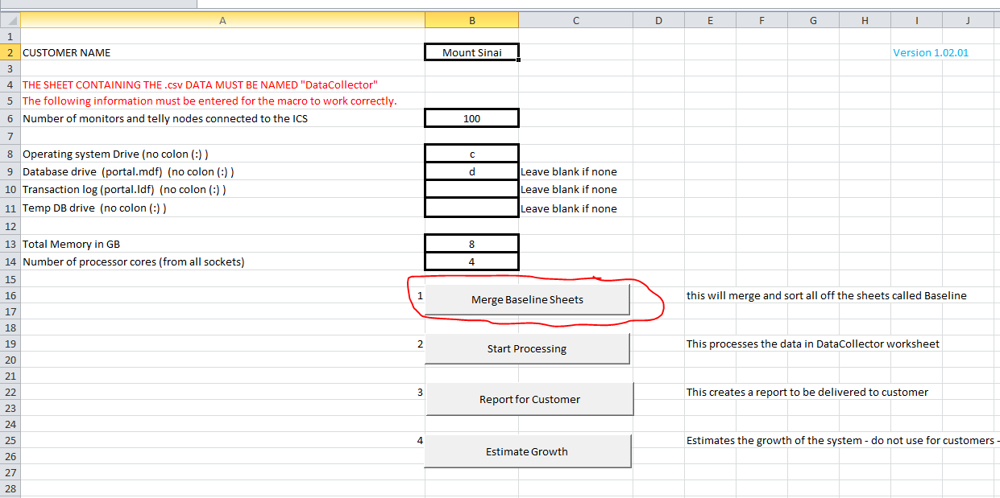 A B C D E F G H I J
1
2 CUSTOMER NAME Mount Sinai Version 1.02.01
3
4 THE SHEET CONTAINING THE .csv DATA MUST BE NAMED "DataCollector"
5 The following information must be entered for the macro to work correctly.
6 Number of monitors and telly nodes connected to the ICS 100
7
8 Operating system Drive (no colon (:) ) c
9 Database drive (portal.mdf) (no colon (:) ) d Leave blank if none
10 Transaction log (portal.ldf) (no colon (:) ) Leave blank if none
11 Temp DB drive (no colon (:) ) Leave blank if none
12
13 Total Memory in GB 8
14 Number of processor cores (from all sockets) 4
15
16 1 Merge Baseline Sheets this will merge and sort all off the sheets called Baseline
17
18
19 2 Start Processing This processes the data in DataCollector worksheet
20
21
22 3 Report for Customer This creates a report to be delivered to customer
23
24
25 4 Estimate Growth Estimates the growth of the system - do not use for customers -
26
27
28